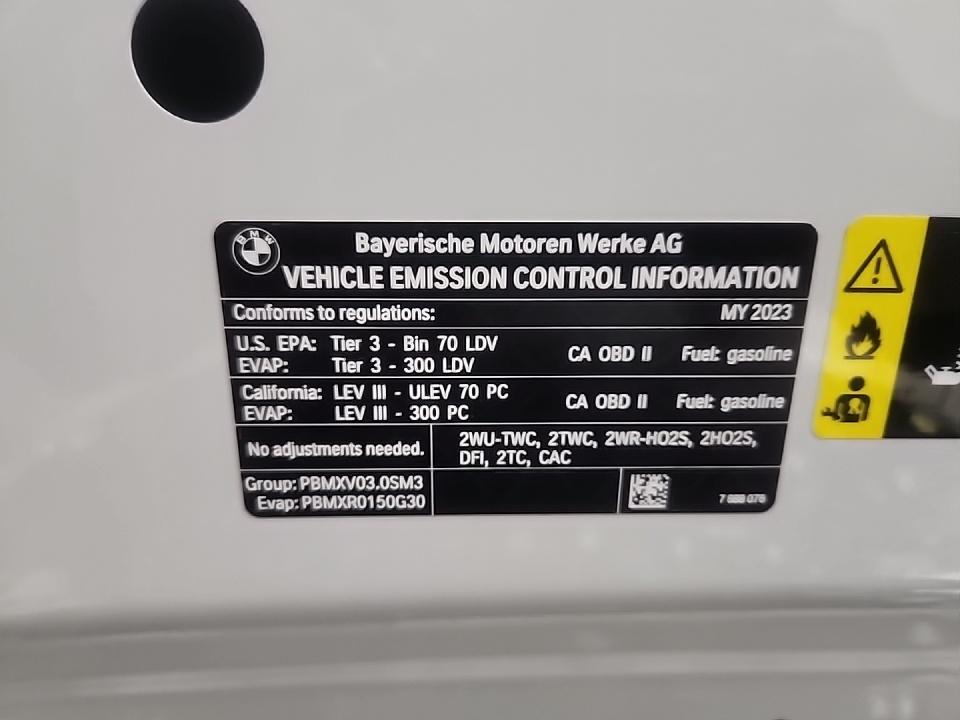 BMW
Bayerische Motoren Werke AG
VEHICLE EMISSION CONTROL INFORMATION
Conforms to regulations: MY 2023
U.S. EPA: Tier 3 - Bin 70 LDV
EVAP: Tier 3 - 300 LDV
CA OBD II Fuel: gasoline
California: LEV III - ULEV 70 PC
EVAP: LEV III - 300 PC
CA OBD II Fuel: gasoline
No adjustments needed.
2WU-TWC, 2TWC, 2WR-HO2S, 2HO2S,
DFI, 2TC, CAC
Group: PBMXV03.0SM3
Evap: PBMXR0150G30